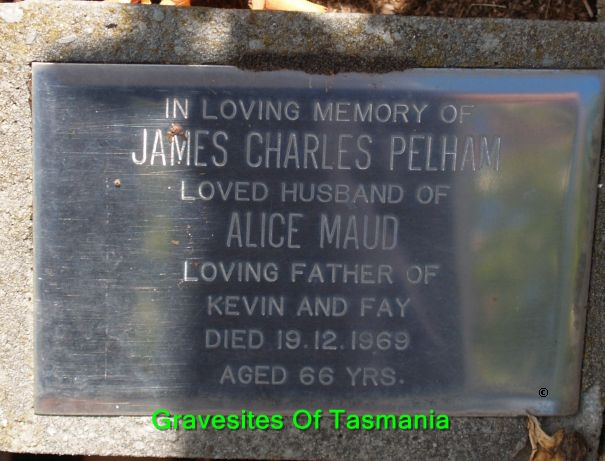 IN LOVING MEMORY OF
JAMES CHARLES PELHAM
LOVED HUSBAND OF
ALICE MAUD
LOVING FATHER OF
KEVIN AND FAY
DIED 19.12.1969
AGED 66 YRS.
©
Gravesites Of Tasmania